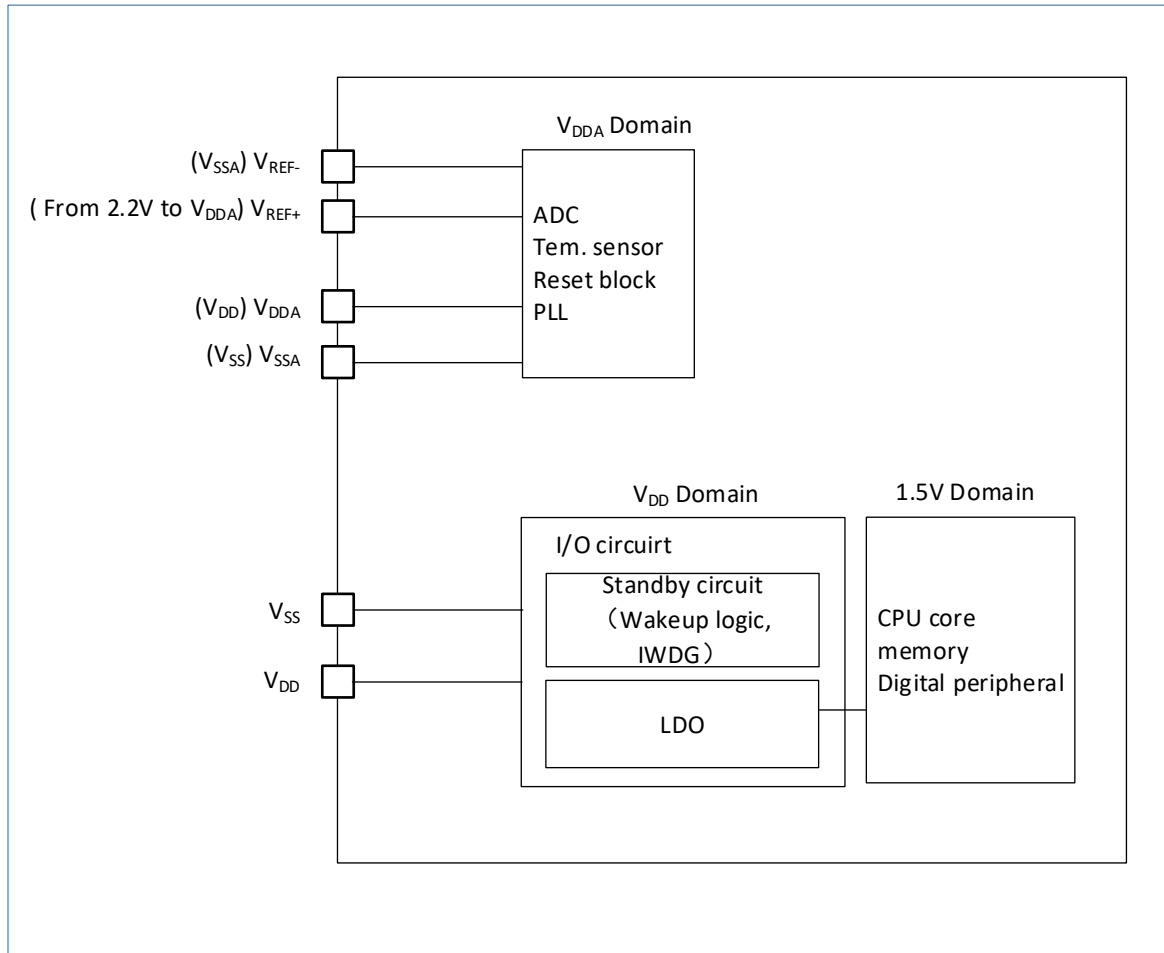 V_DDA Domain
(V_SSA) V_REF-
( From 2.2V to V_DDA) V_REF+
ADC
Tem. sensor
Reset block
PLL
(V_DD) V_DDA
(V_SS) V_SSA
V_DD Domain
1.5V Domain
I/O circuirt
Standby circuit
（Wakeup logic,
IWDG）
V_SS
V_DD
LDO
CPU core
memory
Digital peripheral